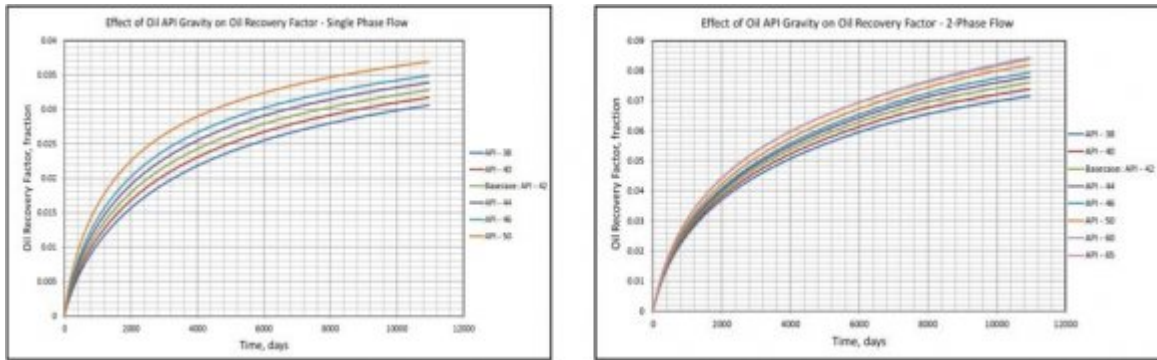 Effect of Oil API Gravity on Oil Recovery Factor - Single Phase Flow
Oil Recovery Factor, fraction
0.04
0.035
0.03
0.025
0.02
0.015
0.01
0.005
0
0 2000 4000 6000 8000 10000 12000
Time, days
API - 38
API - 40
Basecase: API - 42
API - 44
API - 46
API - 50
Effect of Oil API Gravity on Oil Recovery Factor - 2-Phase Flow
Oil Recovery Factor, fraction
0.09
0.08
0.07
0.06
0.05
0.04
0.03
0.02
0.01
0
0 2000 4000 6000 8000 10000 12000
Time, days
API - 38
API - 40
Basecase: API - 42
API - 44
API - 46
API - 50
API - 60
API - 65